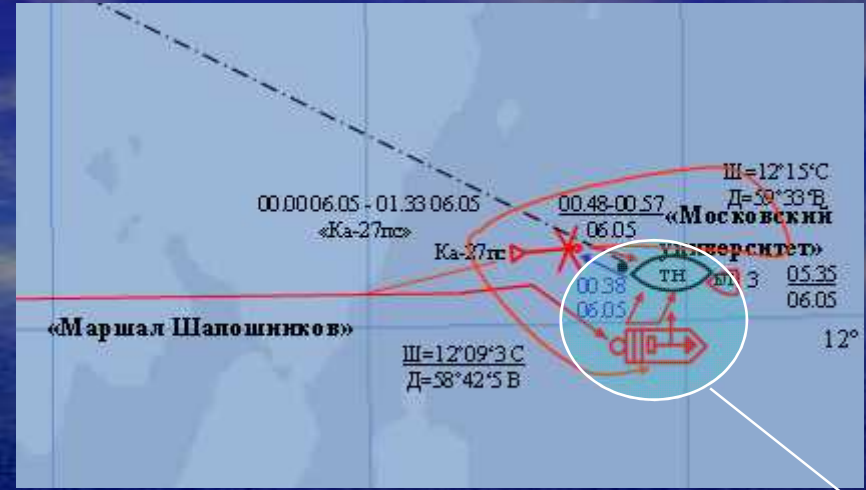 Ш=12°15'С
Д=59°33'В
00.00 06.05 - 01.33 06.05
«Ка-27пс»
00.48-00.57
06.05
«Московский
университет»
Ка-27пс
ТН
3
05.35
06.05
00.38
06.05
«Маршал Шапошников»
Ш=12°09'3 С
Д=58°42'5 В
12°